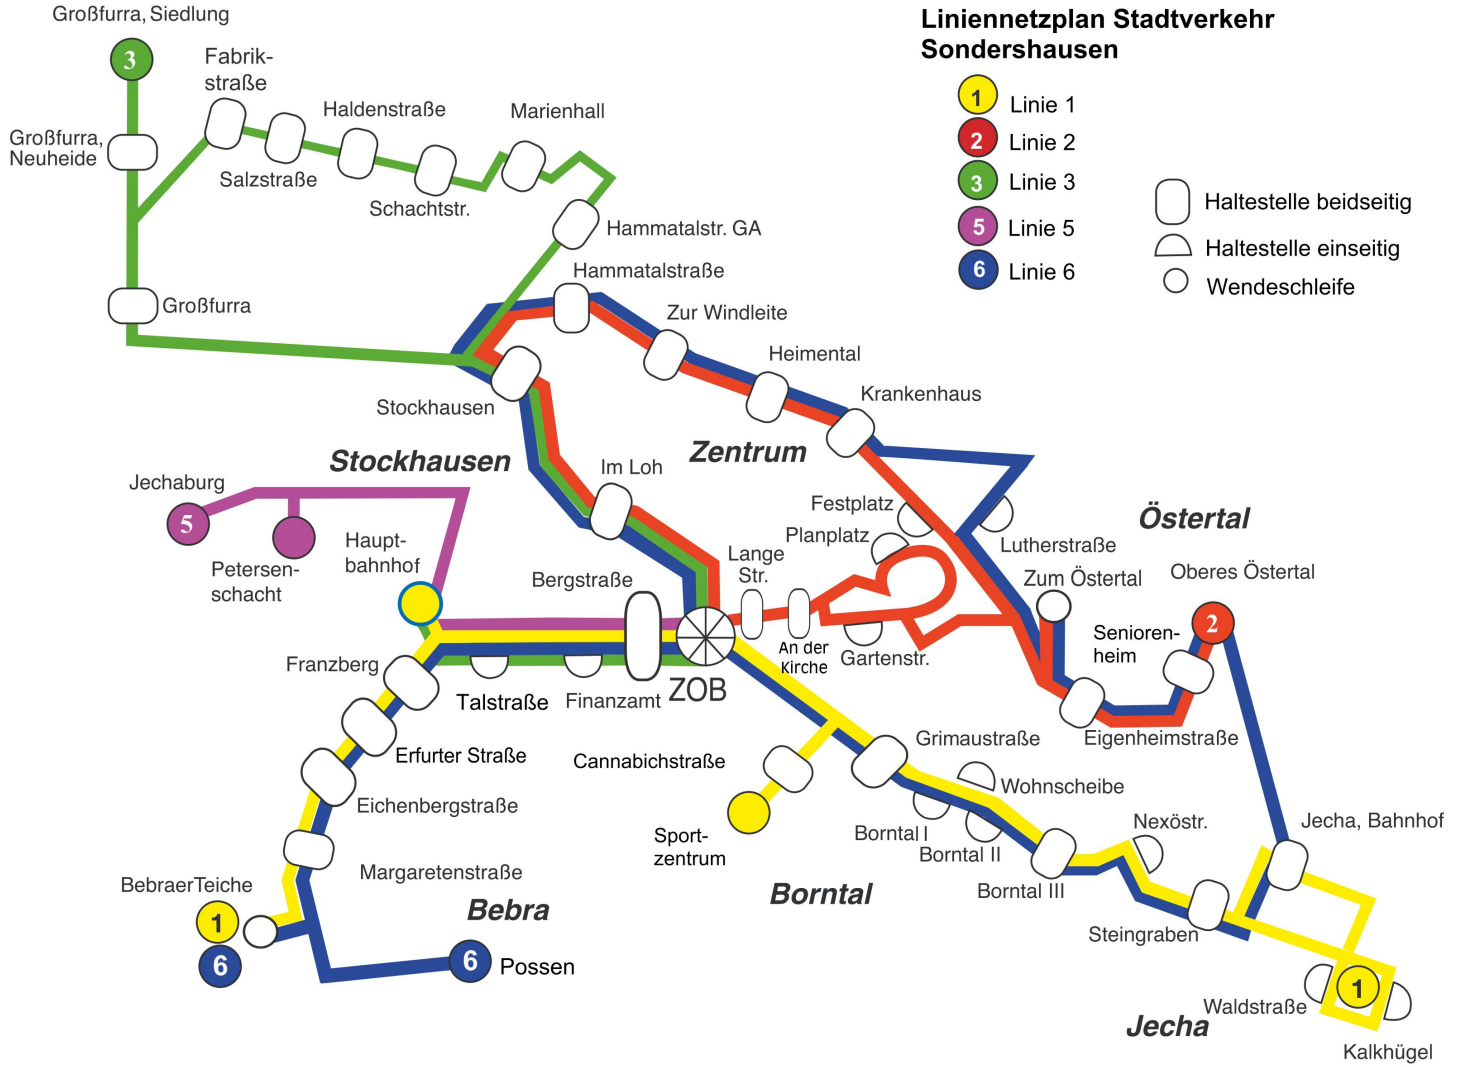 Großfurra, Siedlung
3
Fabrik-
straße
Haldenstraße
Marienhall
Großfurra,
Neuheide
Salzstraße
Schachtstr.
Hammatalstr. GA
Großfurra
Hammatalstraße
Zur Windleite
Heimental
Krankenhaus
Stockhausen
Stockhausen
Zentrum
Im Loh
Jechaburg
5
Petersen-
schacht
Haupt-
bahnhof
Festplatz
Planplatz
Lange
Str.
Bergstraße
An der
Kirche
Gartenstr.
Lutherstraße
Zum Östertal
Östertal
Oberes Östertal
2
Senioren-
heim
Eigenheimstraße
Franzberg
Talstraße
Finanzamt
ZOB
Erfurter Straße
Eichenbergstraße
Margaretenstraße
BebraerTeiche
1
6
Bebra
6
Possen
Cannabichstraße
Sport-
zentrum
Grimaustraße
Wohnscheibe
Borntal I
Borntal II
Borntal III
Borntal
Nexöstr.
Steingraben
Jecha, Bahnhof
Waldstraße
1
Jecha
Kalkhügel
Liniennetzplan Stadtverkehr
Sondershausen
1 Linie 1
2 Linie 2
3 Linie 3
5 Linie 5
6 Linie 6
Haltestelle beidseitig
Haltestelle einseitig
Wendeschleife